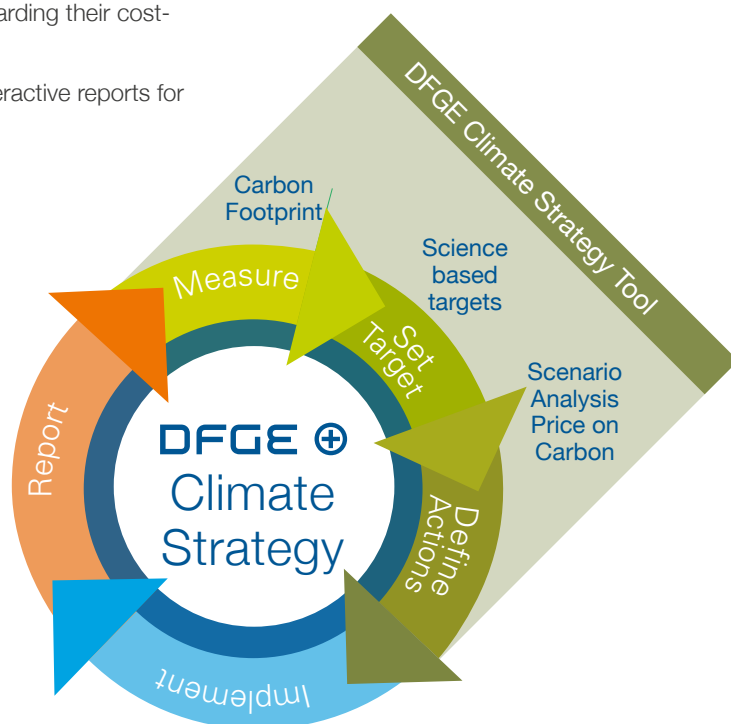 arding their cost-
eractive reports for
DFGE Climate Strategy Tool
Carbon
Footprint
Science
based
targets
Scenario
Analysis
Price on
Carbon
Measure
Set
Target
Define
Actions
Implement
Report
DFGE
Climate
Strategy